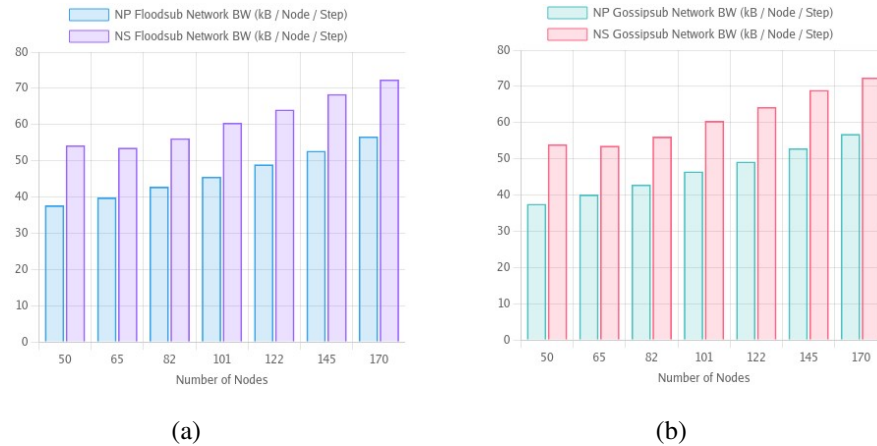 NP Floodsub Network BW (kB / Node / Step)
NS Floodsub Network BW (kB / Node / Step)
80
70
60
50
40
30
20
10
0
50 65 82 101 122 145 170
Number of Nodes
(a)
NP Gossipsub Network BW (kB / Node / Step)
NS Gossipsub Network BW (kB / Node / Step)
80
70
60
50
40
30
20
10
0
50 65 82 101 122 145 170
Number of Nodes
(b)